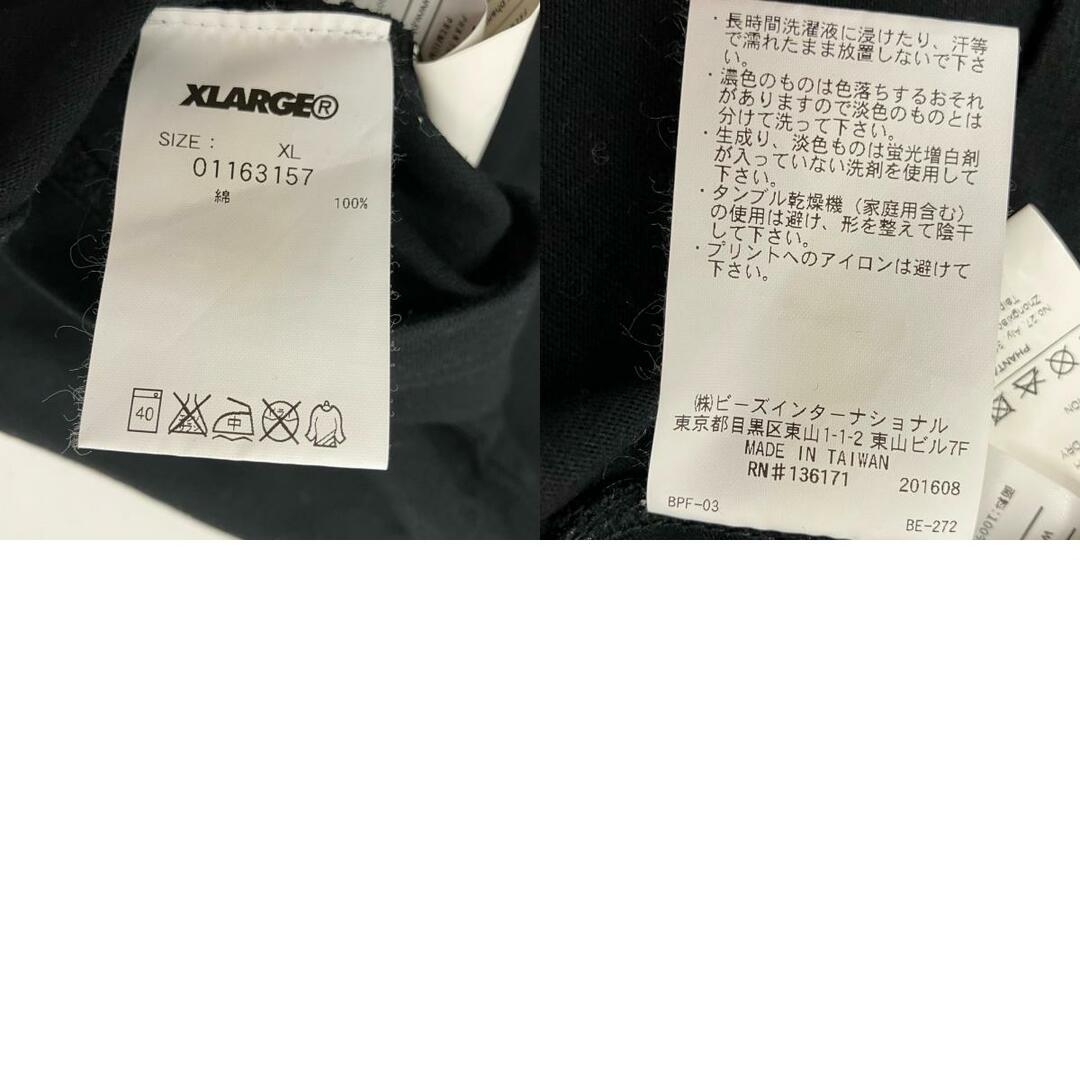 XLARGE®
SIZE : XL
01163157
綿 100%
40
中
ドライ
・長時間洗濯液に浸けたり、汗等
で濡れたまま放置しないで下さ
い。
・濃色のものは色落ちするおそれ
がありますので淡色のものとは
分けて洗って下さい。
・生成り、淡色ものは蛍光増白剤
が入っていない洗剤を使用して
下さい。
・タンブル乾燥機（家庭用含む）
の使用は避け、形を整えて陰干
して下さい。
・プリントへのアイロンは避けて
下さい。
㈱ビーズインターナショナル
東京都目黒区東山1-1-2 東山ビル7F
MADE IN TAIWAN
RN#136171 201608
BPF-03 BE-272
No.27, Aly
PHANTA
DRY